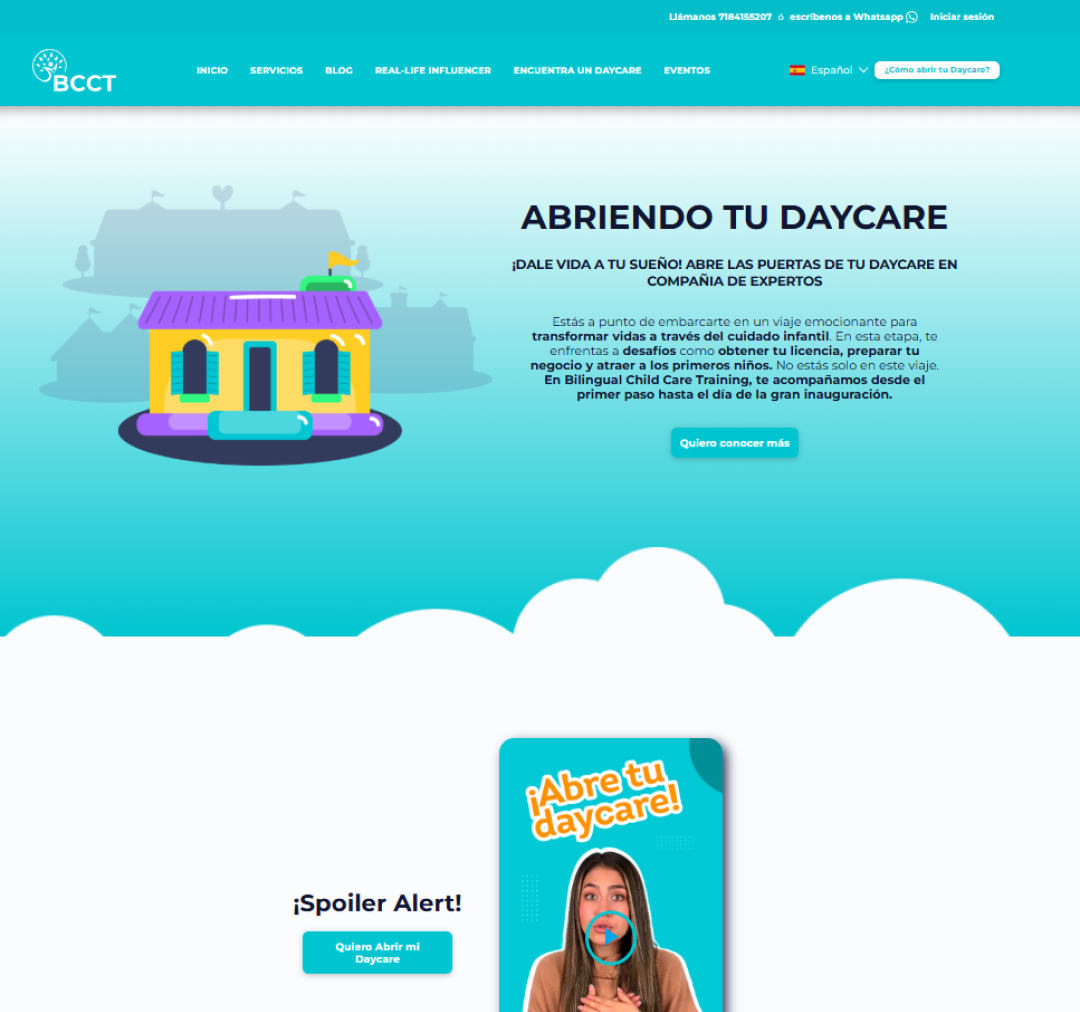 Llámanos 7184155207 ó escríbenos a Whatsapp Iniciar sesión
BCCT
INICIO SERVICIOS BLOG REAL-LIFE INFLUENCER ENCUENTRA UN DAYCARE EVENTOS Español ¿Cómo abrir tu Daycare?
ABRIENDO TU DAYCARE
¡DALE VIDA A TU SUEÑO! ABRE LAS PUERTAS DE TU DAYCARE EN
COMPAÑIA DE EXPERTOS
Estás a punto de embarcarte en un viaje emocionante para
transformar vidas a través del cuidado infantil. En esta etapa, te
enfrentas a desafíos como obtener tu licencia, preparar tu
negocio y atraer a los primeros niños. No estás solo en este viaje.
En Bilingual Child Care Training, te acompañamos desde el
primer paso hasta el día de la gran inauguración.
Quiero conocer más
¡Abre tu
daycare!
¡Spoiler Alert!
Quiero Abrir mi
Daycare